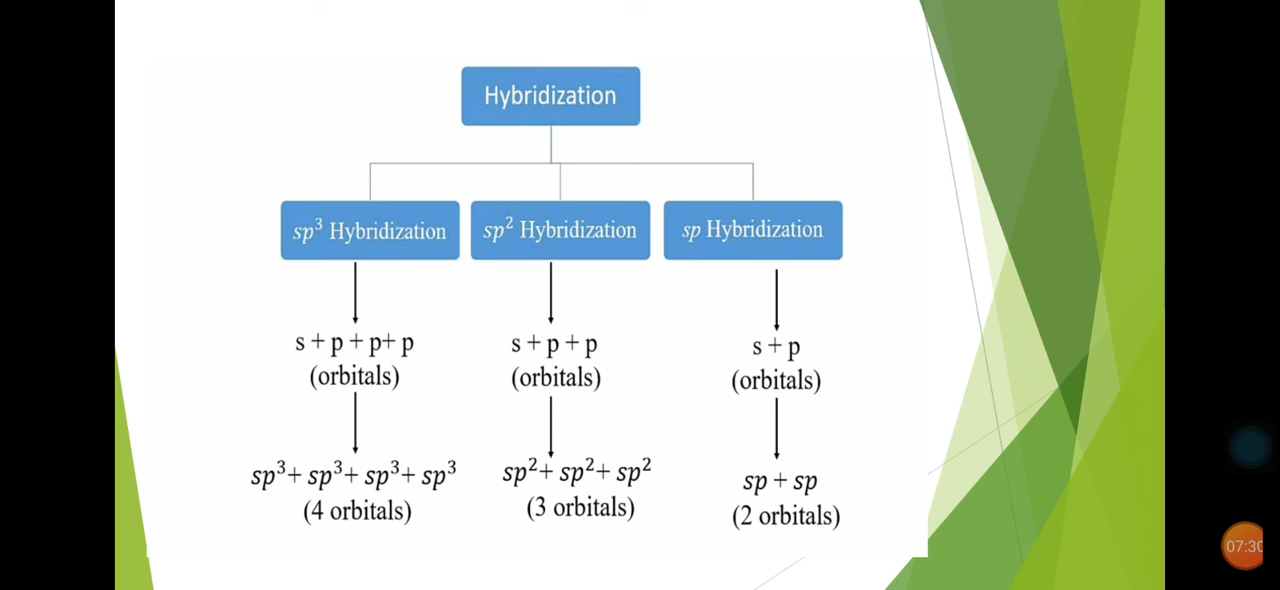 Hybridization
sp³ Hybridization
sp² Hybridization
sp Hybridization
s + p + p+ p
(orbitals)
s + p + p
(orbitals)
s + p
(orbitals)
sp³+ sp³+ sp³+ sp³
(4 orbitals)
sp²+ sp²+ sp²
(3 orbitals)
sp + sp
(2 orbitals)
07:30